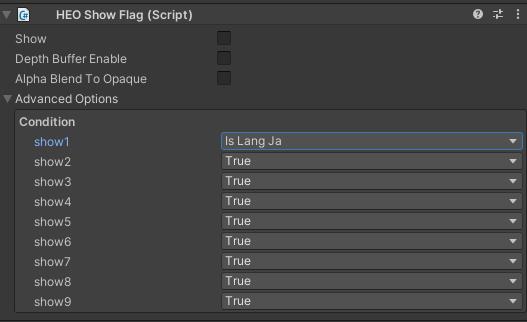 HEO Show Flag (Script)
Show
Depth Buffer Enable
Alpha Blend To Opaque
Advanced Options
Condition
show1 Is Lang Ja
show2 True
show3 True
show4 True
show5 True
show6 True
show7 True
show8 True
show9 True